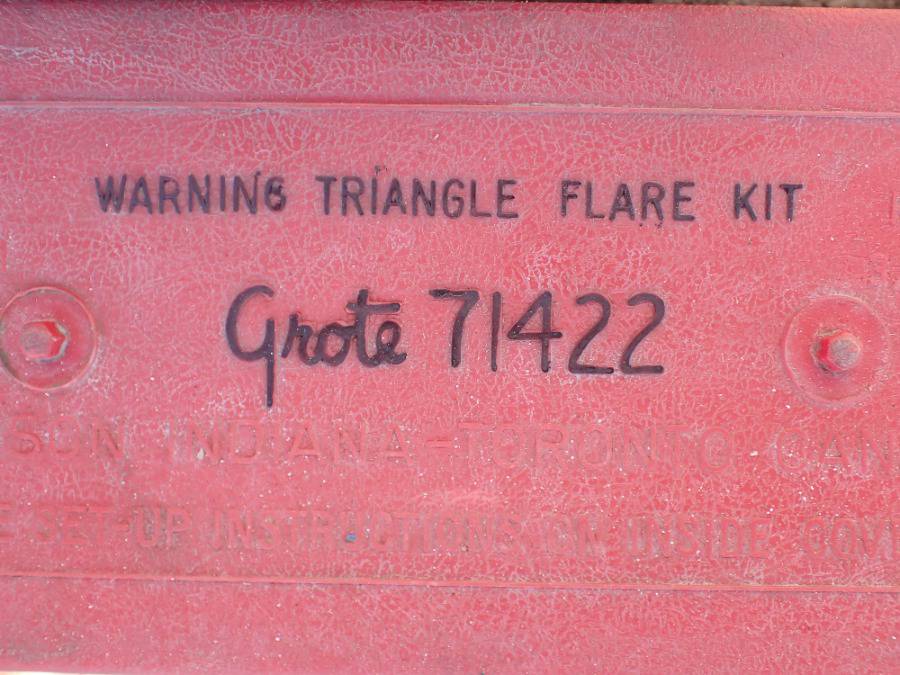 WARNING TRIANGLE FLARE KIT
Grote 71422
INDIANA-TORONTO
SET-UP INSTRUCTIONS ON INSIDE